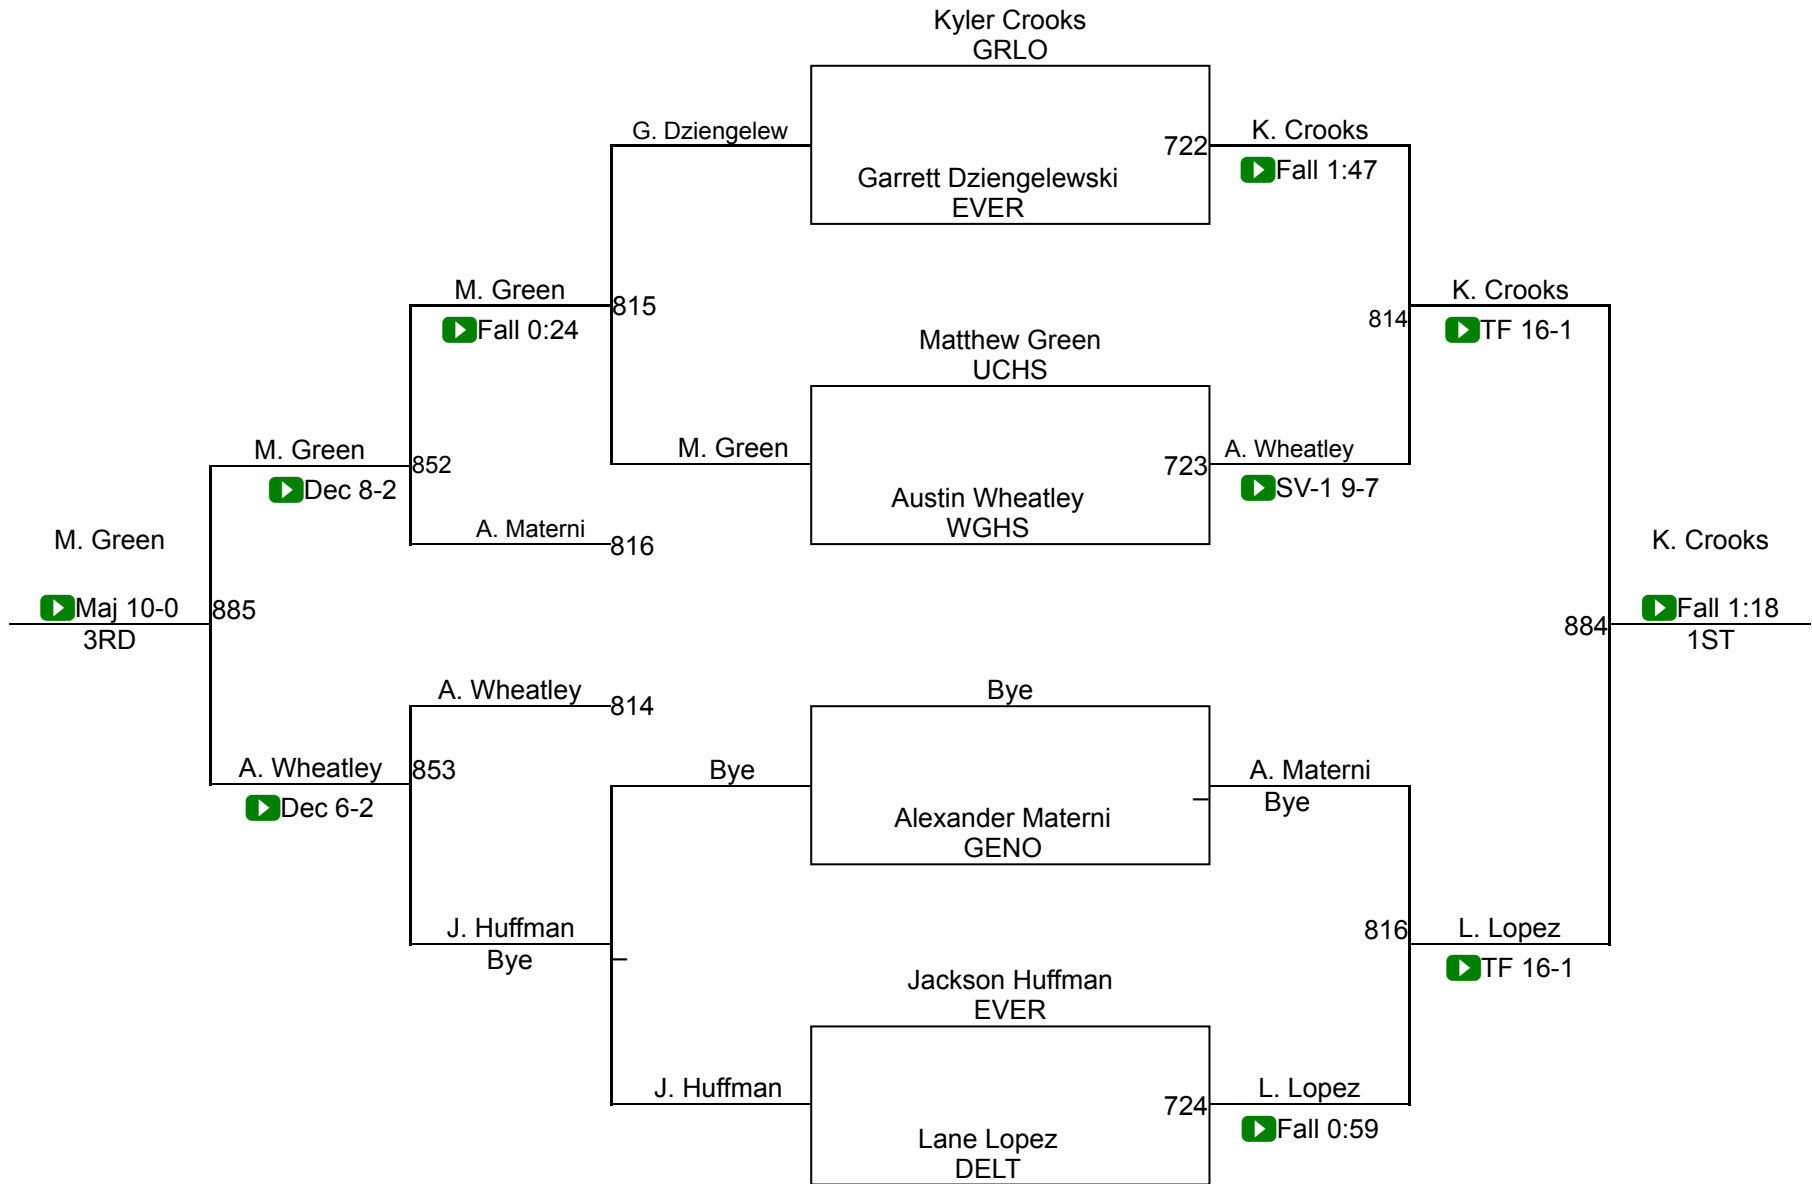 Kyler Crooks
GRLO
G. Dziengelew
722
K. Crooks
Fall 1:47
Garrett Dziengelewski
EVER
M. Green
815
Fall 0:24
814
K. Crooks
TF 16-1
Matthew Green
UCHS
M. Green
852
Dec 8-2
M. Green
723
A. Wheatley
SV-1 9-7
Austin Wheatley
WGHS
A. Materni
816
M. Green
Maj 10-0
885
3RD
K. Crooks
884
Fall 1:18
1ST
A. Wheatley
814
Bye
A. Wheatley
853
Dec 6-2
Bye
A. Materni
Bye
Alexander Materni
GENO
J. Huffman
Bye
816
L. Lopez
TF 16-1
Jackson Huffman
EVER
J. Huffman
724
L. Lopez
Fall 0:59
Lane Lopez
DELT